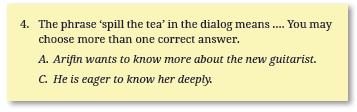 4. The phrase ‘spill the tea’ in the dialog means .... You may
choose more than one correct answer.
A. Arifin wants to know more about the new guitarist.
C. He is eager to know her deeply.